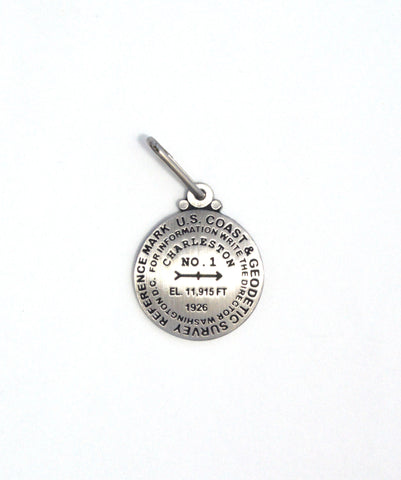 U.S. COAST & GEODETIC SURVEY REFERENCE MARK
FOR INFORMATION WRITE THE DIRECTOR WASHINGTON D.C.
CHARLESTON
NO. 1
EL. 11,915 FT
1926